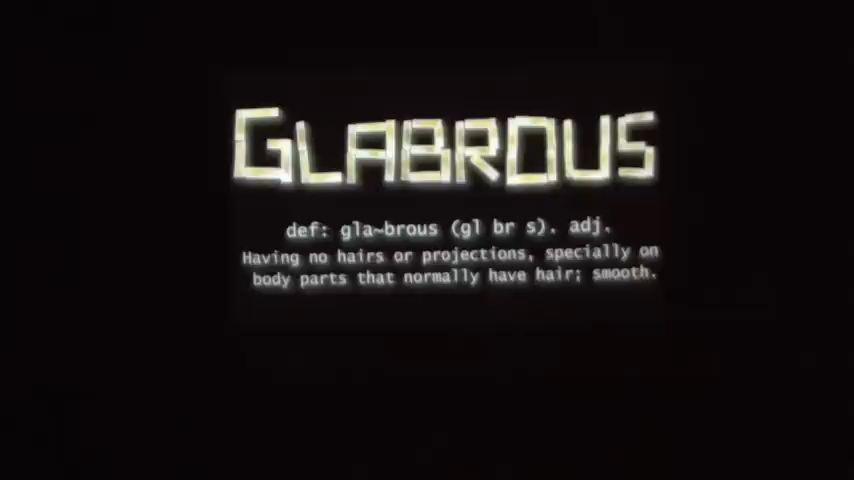 GLABROUS
def: gla~brous (gl br s). adj.
Having no hairs or projections, specially on
body parts that normally have hair; smooth.